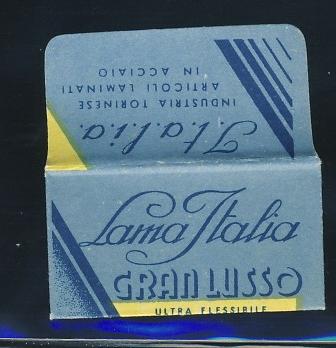 I.t.a.l.i.a.
INDUSTRIA TORINESE
ARTICOLI LAMINATI
IN ACCIAIO
Lama Italia
GRAN LUSSO
ULTRA FLESSIBILE